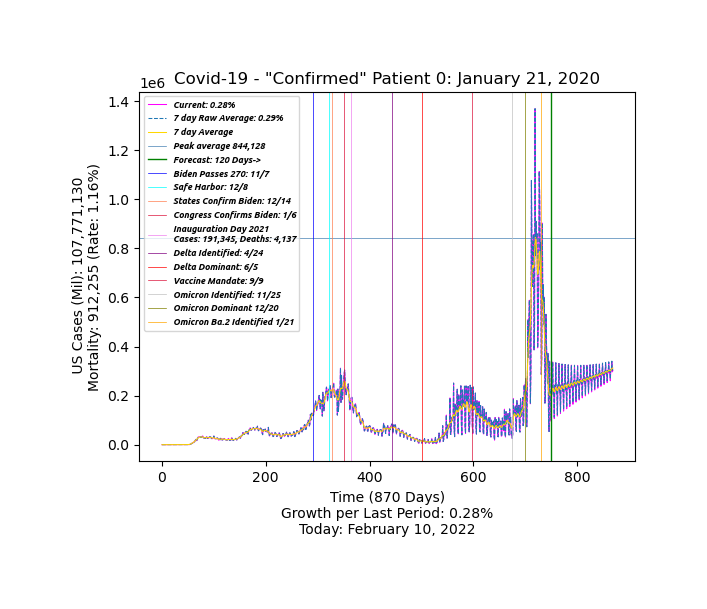 Covid-19 - "Confirmed" Patient 0: January 21, 2020
1e6
1.4
1.2
1.0
0.8
0.6
0.4
0.2
0.0
US Cases (Mil): 107,771,130
Mortality: 912,255 (Rate: 1.16%)
Current: 0.28%
7 day Raw Average: 0.29%
7 day Average
Peak average 844,128
Forecast: 120 Days->
Biden Passes 270: 11/7
Safe Harbor: 12/8
States Confirm Biden: 12/14
Congress Confirms Biden: 1/6
Inauguration Day 2021
Cases: 191,345, Deaths: 4,137
Delta Identified: 4/24
Delta Dominant: 6/5
Vaccine Mandate: 9/9
Omicron Identified: 11/25
Omicron Dominant 12/20
Omicron Ba.2 Identified 1/21
0 200 400 600 800
Time (870 Days)
Growth per Last Period: 0.28%
Today: February 10, 2022